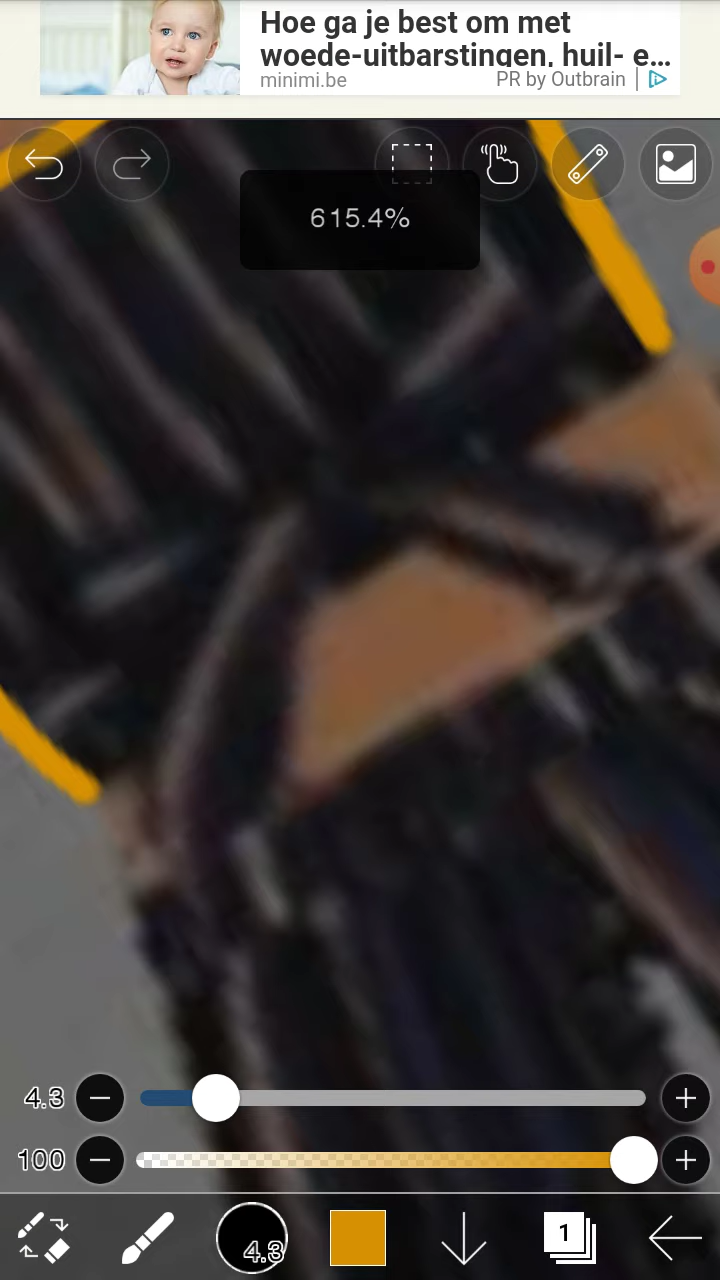 Hoe ga je best om met
woede-uitbarstingen, huil- e...
minimi.be
PR by Outbrain
615.4%
4.3
100
4.3
1